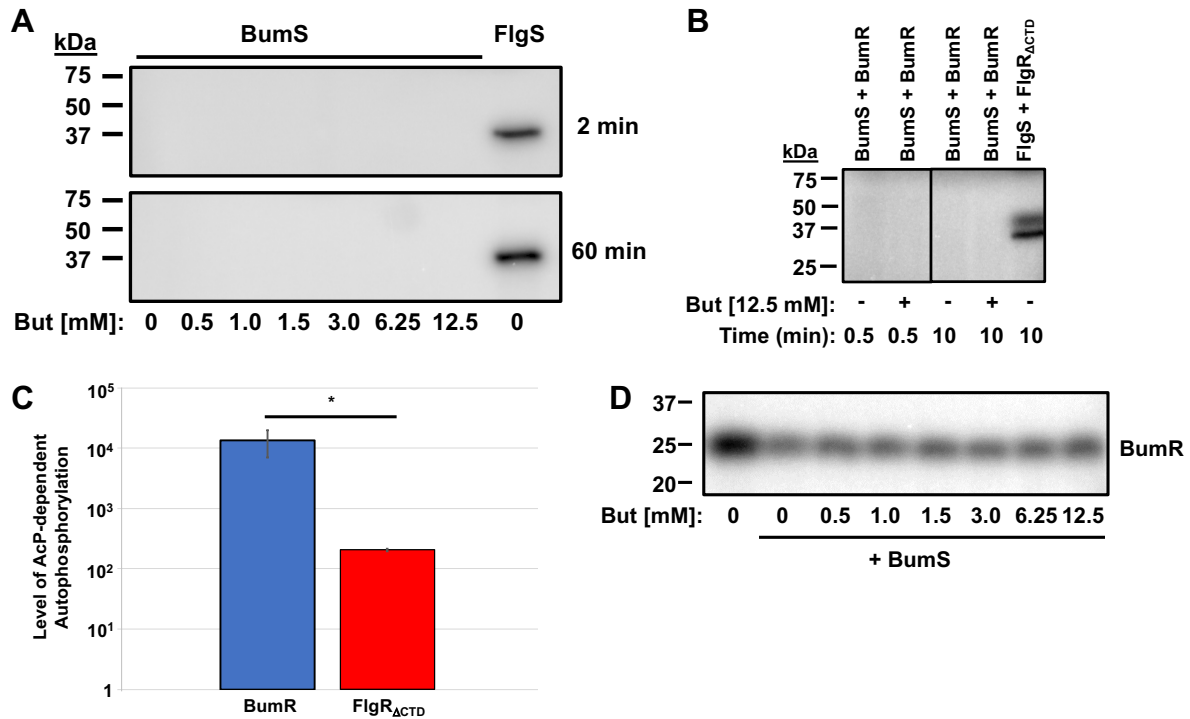 A
kDa
BumS
FlgS
75
50
37
2 min
75
50
37
60 min
But [mM]: 0 0.5 1.0 1.5 3.0 6.25 12.5 0
B
kDa
BumS + BumR
BumS + BumR
BumS + BumR
BumS + BumR
FlgS + FlgRΔCTD
75
50
37
25
But [12.5 mM] - + - + -
Time (min): 0.5 0.5 10 10 10
C
Level of AcP-dependent
Autophosphorylation
10⁵
10⁴
10³
10²
10¹
1
*
BumR FlgRΔCTD
D
37
25
20
BumR
But [mM]: 0 0 0.5 1.0 1.5 3.0 6.25 12.5
+ BumS